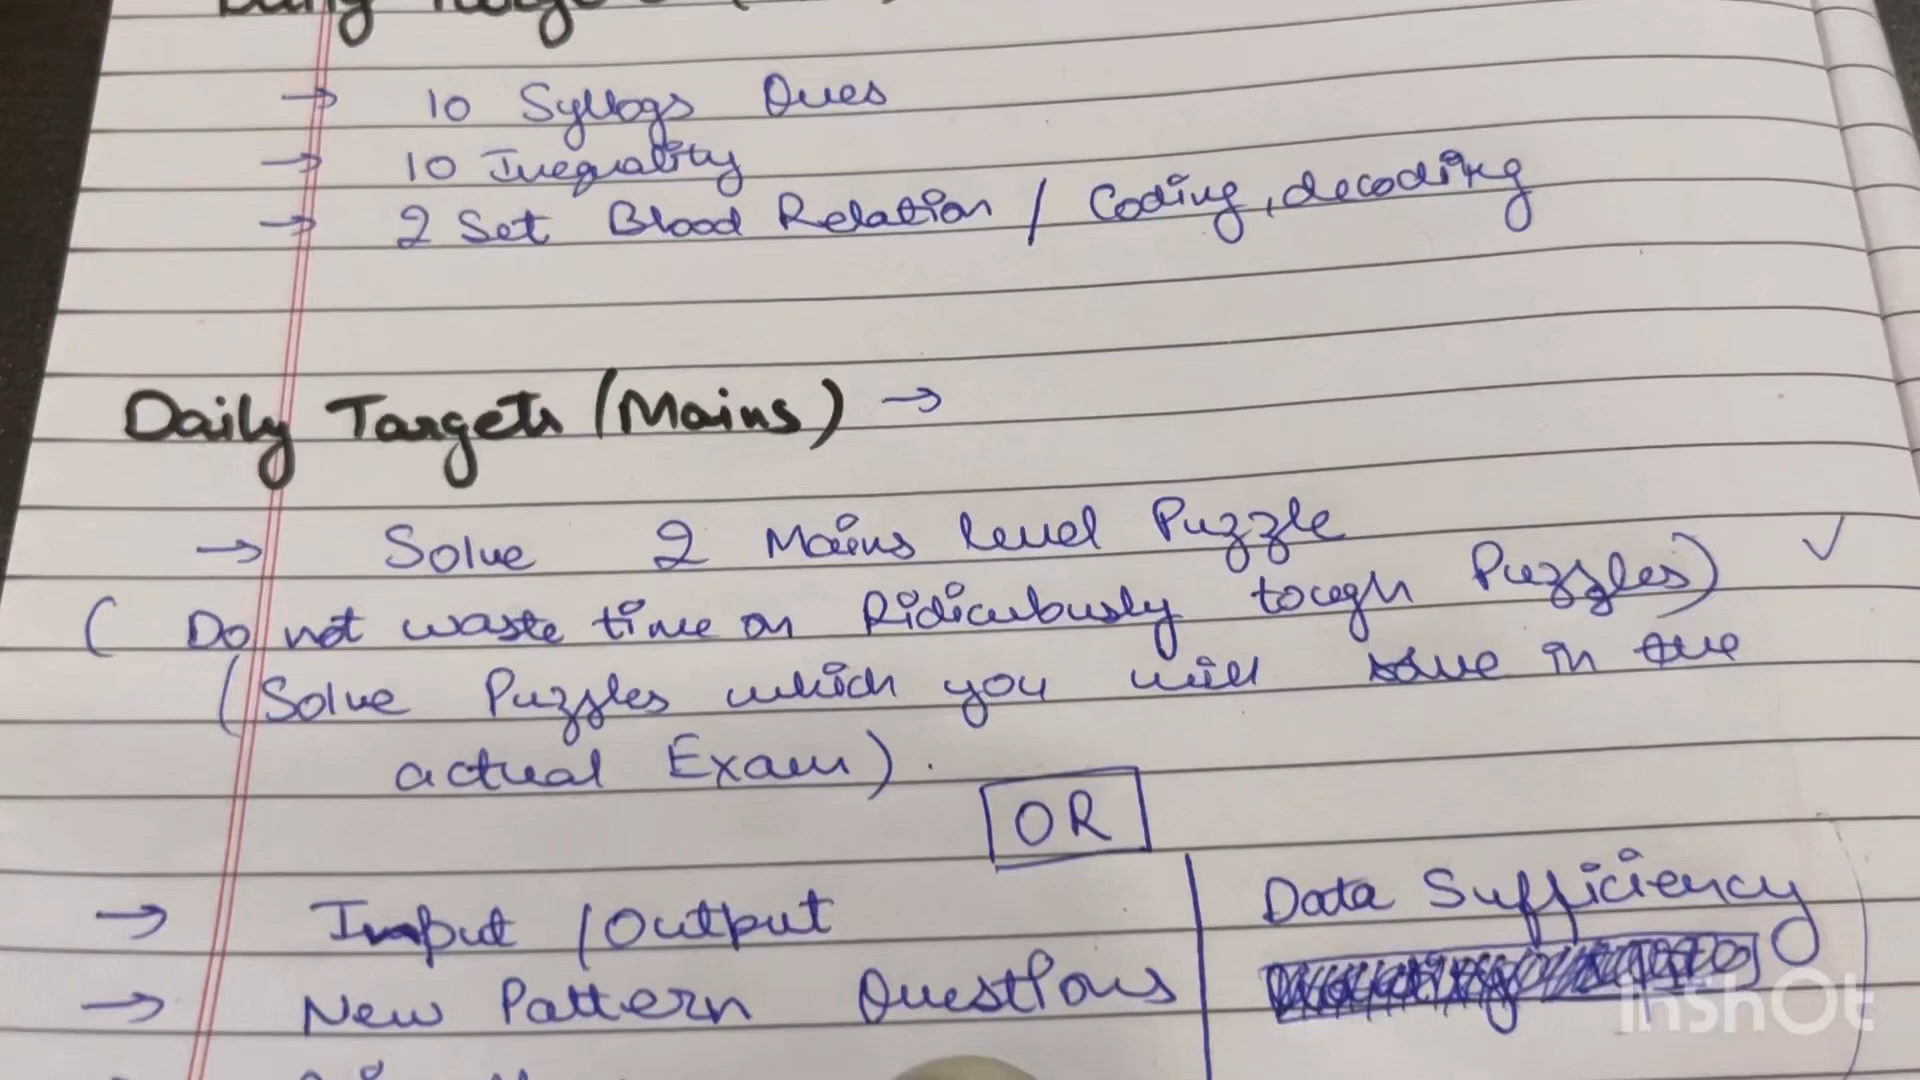 → 10 Syllogs Ques
→ 10 Inequality
→ 2 Set Blood Relation / Coding, decoding
Daily Targets (Mains) →
→ Solve 2 Mains level Puzzle
( Do not waste time on Ridiculously tough Puzzles) ✓
(Solve Puzzles which you will solve in the
actual Exam).
OR
→ Input / Output
Data Sufficiency
→ New Pattern Questions
InshOt